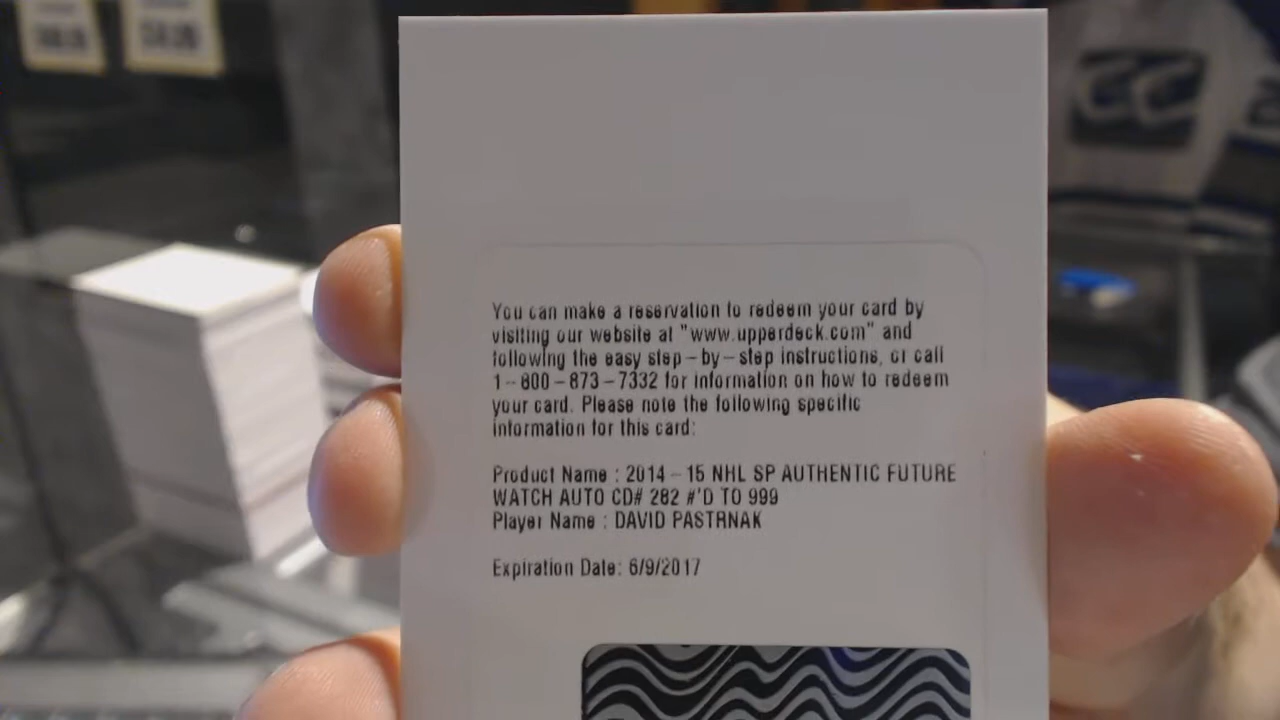 You can make a reservation to redeem your card by
visiting our website at "www.upperdeck.com" and
following the easy step-by-step instructions, or call
1-800-873-7332 for information on how to redeem
your card. Please note the following specific
information for this card:
Product Name : 2014-15 NHL SP AUTHENTIC FUTURE
WATCH AUTO CD# 282 #'D TO 999
Player Name : DAVID PASTRNAK
Expiration Date: 6/9/2017